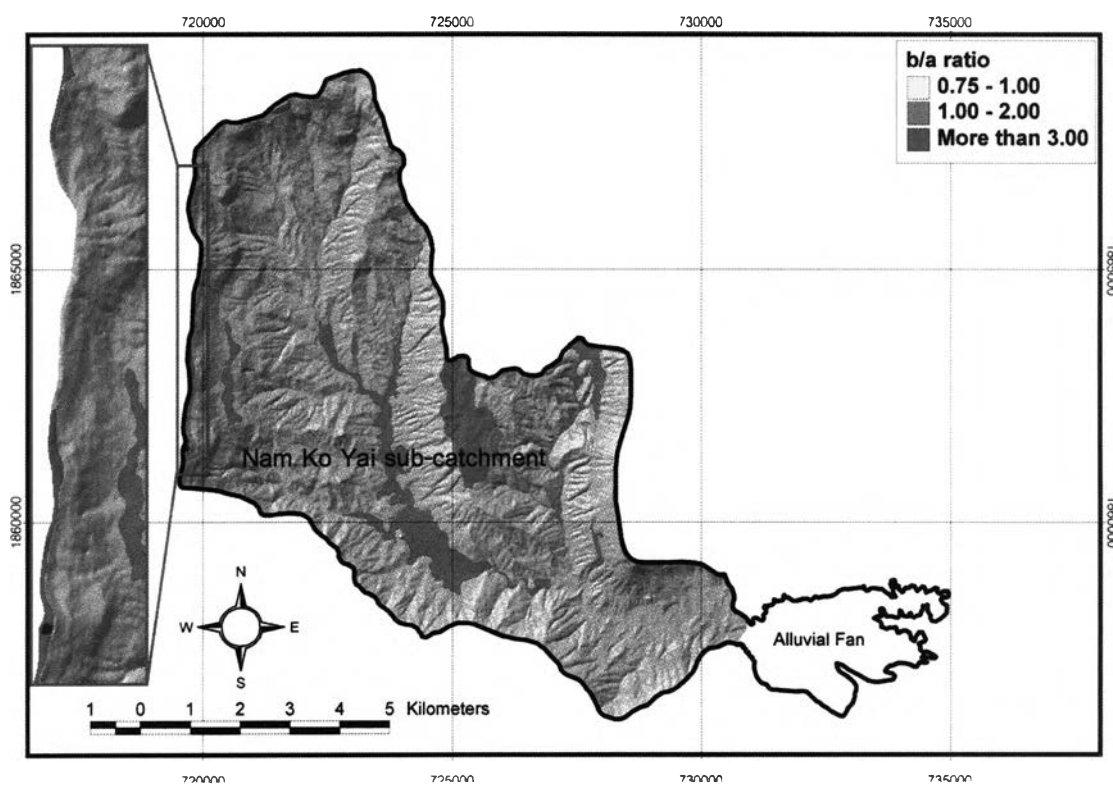 720000 725000 730000 735000
b/a ratio
0.75 - 1.00
1.00 - 2.00
More than 3.00
1865000
1865000
Nam Ko Yai sub-catchment
1860000
1860000
N
W E
S
Alluvial Fan
1 0 1 2 3 4 5 Kilometers
720000 725000 730000 735000